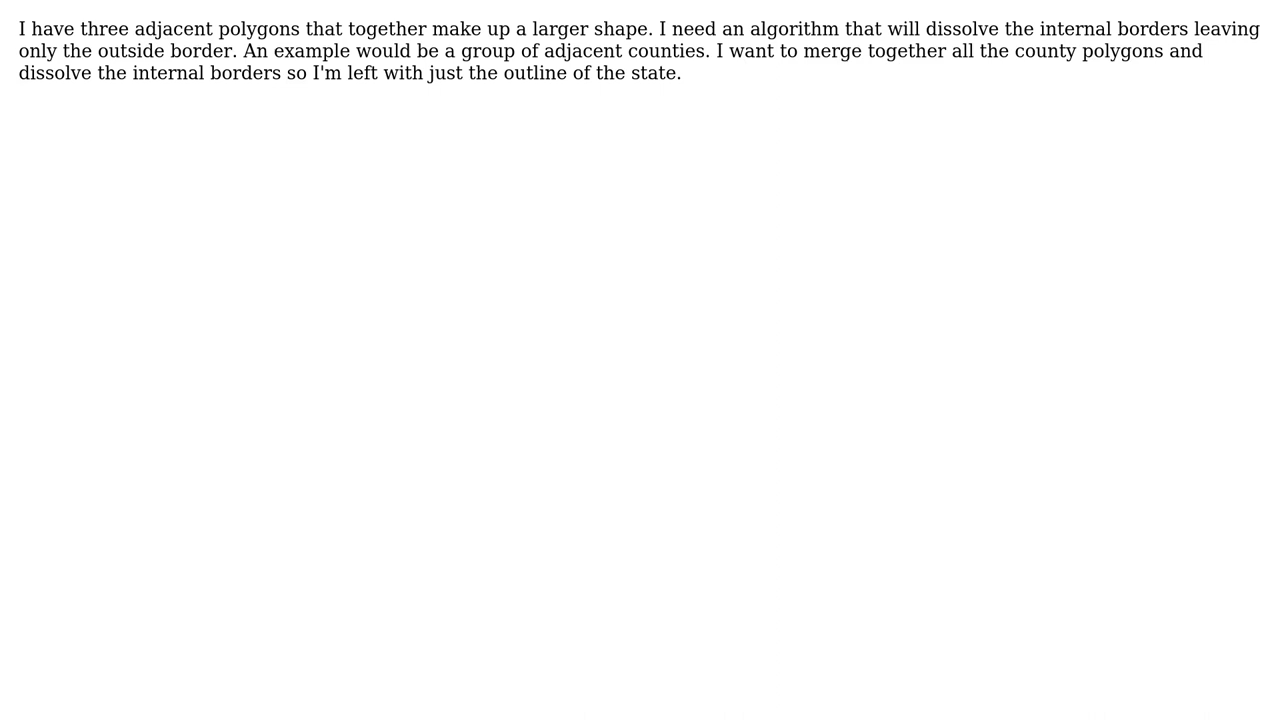 I have three adjacent polygons that together make up a larger shape. I need an algorithm that will dissolve the internal borders leaving
only the outside border. An example would be a group of adjacent counties. I want to merge together all the county polygons and
dissolve the internal borders so I'm left with just the outline of the state.